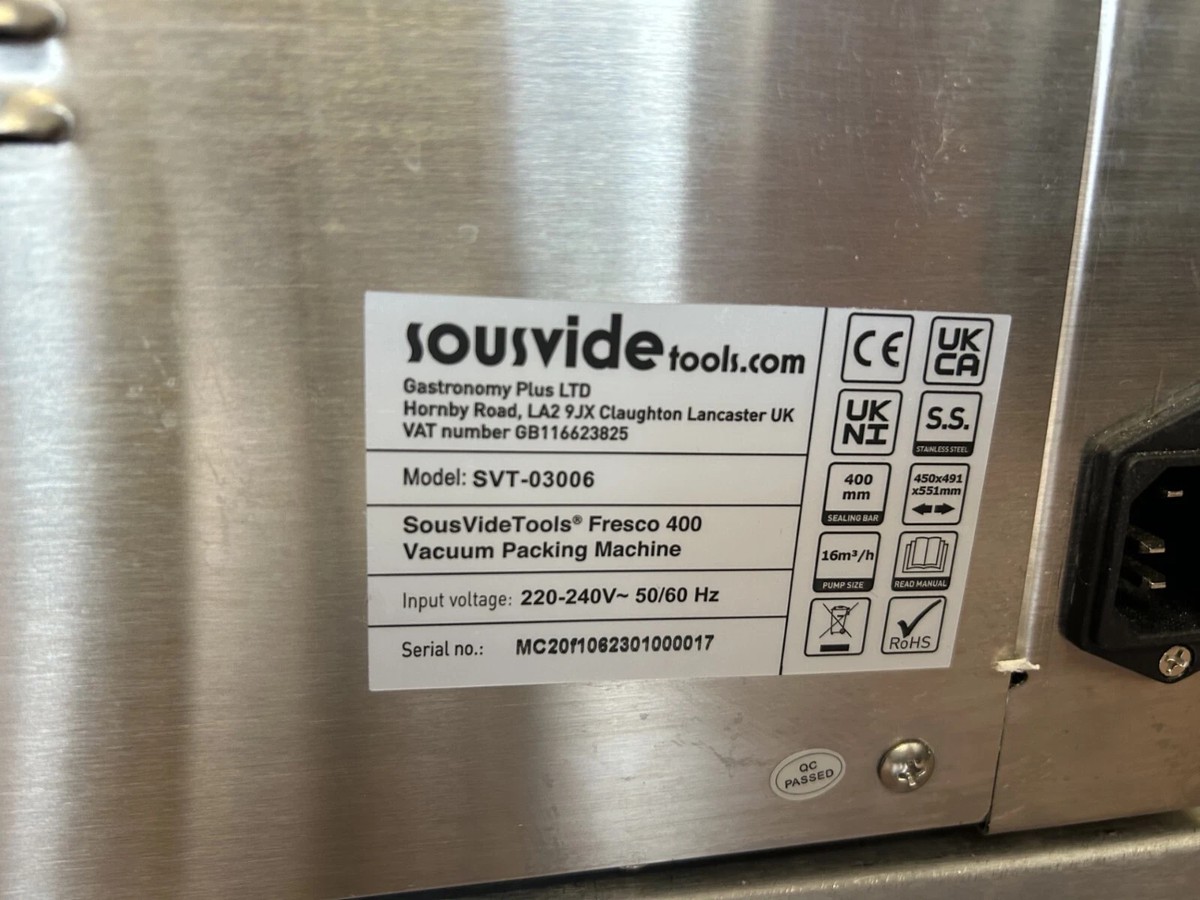 sousvidetools.com
Gastronomy Plus LTD
Hornby Road, LA2 9JX Claughton Lancaster UK
VAT number GB116623825
Model: SVT-03006
SousVideTools® Fresco 400
Vacuum Packing Machine
Input voltage: 220-240V~ 50/60 Hz
Serial no.: MC20f1062301000017
CE
UK
CA
UK
NI
S.S.
STAINLESS STEEL
400
mm
SEALING BAR
450x491
x551mm
16m³/h
PUMP SIZE
READ MANUAL
RoHS
QC
PASSED